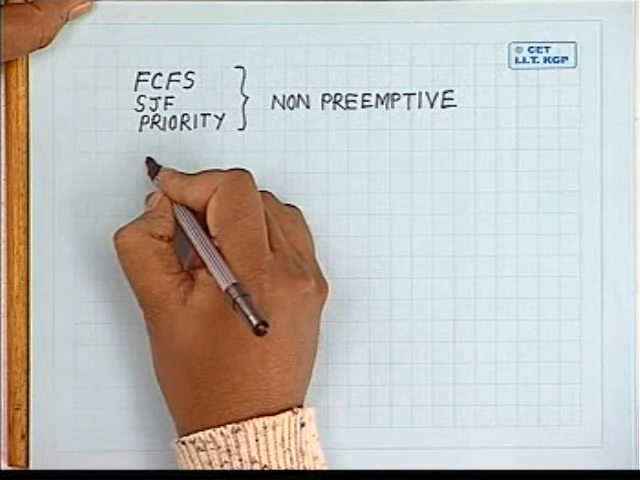 © CET
I.I.T. KGP
FCFS
SJF
PRIORITY
NON PREEMPTIVE